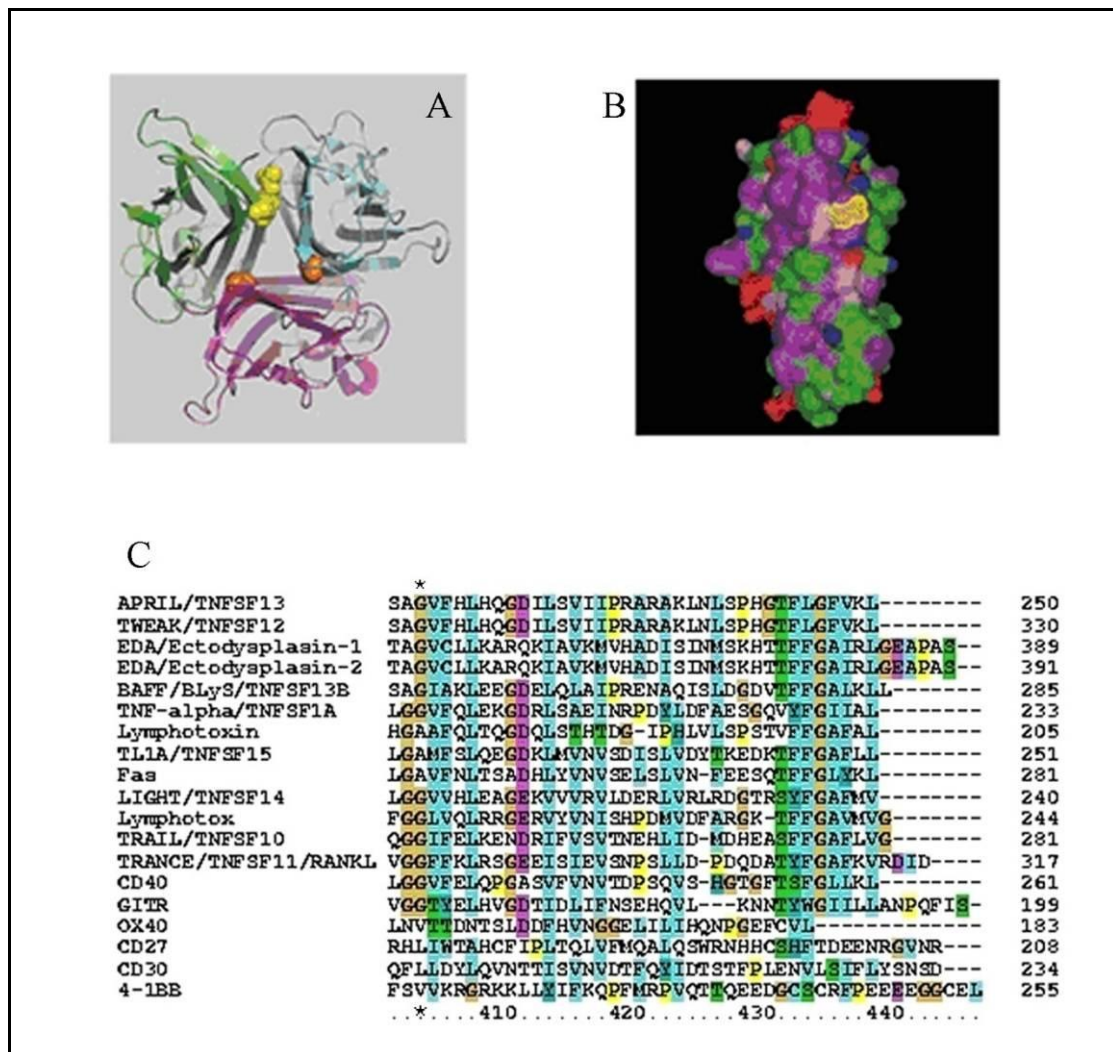 A
B
C
*
APRIL/TNFSF13 SAGVFHLHQGDILSVIIPRARAKLNLSPHGTFLGFVKL-------- 250
TWEAK/TNFSF12 SAGVFHLHQGDILSVIIPRARAKLNLSPHGTFLGFVKL-------- 330
EDA/Ectodysplasin-1 TAGVCLLKARQKIAVKMVHADISINMSKHTTFFGAIRLGEAPAS-- 389
EDA/Ectodysplasin-2 TAGVCLLKARQKIAVKMVHADISINMSKHTTFFGAIRLGEAPAS-- 391
BAFF/BLyS/TNFSF13B SAGIAKLEEGDELQLAIPRENAQISLDGDVTFFGALKLL------- 285
TNF-alpha/TNFSF1A LGGVFQLEKGDRLSAEINRPDYLDFAESGQVYFGIIAL-------- 233
Lymphotoxin HGAAFQLTQGDQLSTHTDG-IPHLVLSPSTVFFGAFAL--------
TL1A/TNFSF15 LGAMFSLQEGDKLMVNVSDISLVDYTKEDKTFFGAFLL-------- 251
Fas LGAVFNLTSADHLYVNVSELSLVN-FEESQTFFGLYKL-------- 281
LIGHT/TNFSF14 LGGVVHLEAGEKVVVRVLDERLVRLRDGTRSYFGAFMV-------- 240
Lymphotox FGGLVQLRRGERVYVNISHPDMVDFARGK-TFFGAVMVG------- 244
TRAIL/TNFSF10 QGGIFELKENDRIFVSVTNEHLID-MDHEASFFGAFLVG------- 281
TRANCE/TNFSF11/RANKL VGGFFKLRSGEEISIEVSNPSLLD-PDQDATYFGAFKVRDID---- 317
CD40 LGGVFELQPGASVFVNVTDPSQVS-HGTGFTSFGLLKL-------- 261
GITR VGGTYELHVGDTIDLIFNSEHQVL---KNNTYWGIILLANPQFIS- 199
OX40 LNVTTDNTSLDDFHVNGGELILIHQNPGEFCVL------------- 183
CD27 RHLIWTAHCFIPLTQLVFMQALQSWRNHHCSHFTDEENRGVNR--- 208
CD30 QFLLDYLQVNTTISVNVDTFQYIDTSTFPLENVLSIFLYSNSD--- 234
4-1BB FSVVKRGRKKLLYIFKQPFMRPVQTTQEEDGCSCRFPEEEEGGCEL 255
..*....410.......420.......430.......440......